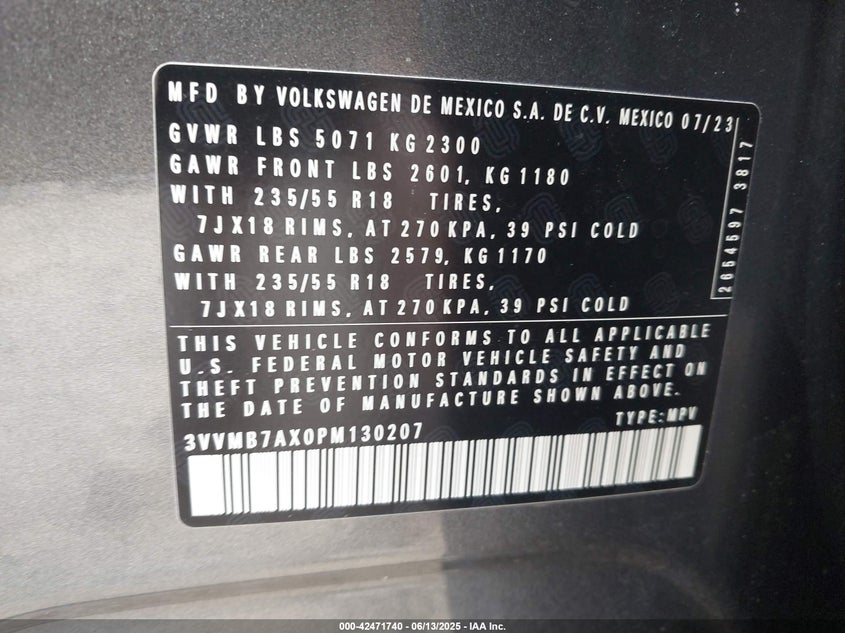 MFD BY VOLKSWAGEN DE MEXICO S.A. DE C.V. MEXICO 07/23
GVWR LBS 5071 KG 2300
GAWR FRONT LBS 2601, KG 1180
WITH 235/55 R18 TIRES,
7JX18 RIMS, AT 270 KPA, 39 PSI COLD
GAWR REAR LBS 2579, KG 1170
WITH 235/55 R18 TIRES,
7JX18 RIMS, AT 270 KPA, 39 PSI COLD
2654597 3817
THIS VEHICLE CONFORMS TO ALL APPLICABLE
U.S. FEDERAL MOTOR VEHICLE SAFETY AND
THEFT PREVENTION STANDARDS IN EFFECT ON
THE DATE OF MANUFACTURE SHOWN ABOVE.
3VVMB7AX0PM130207 TYPE: MPV
000-42471740 | 06/13/2025 - IAA Inc.